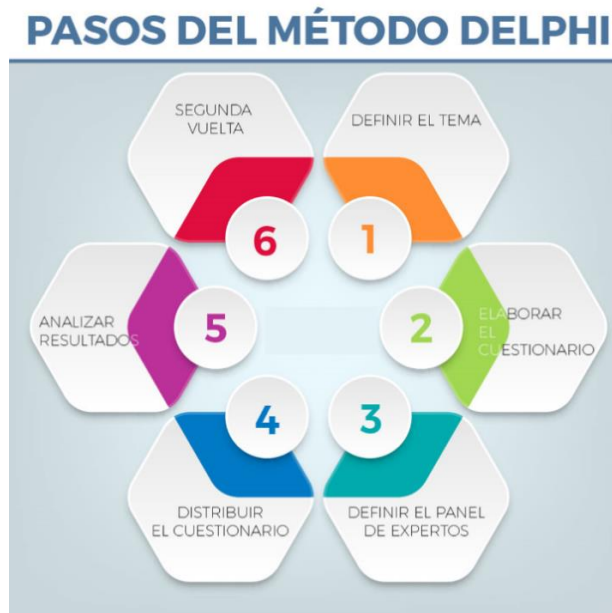 PASOS DEL MÉTODO DELPHI
SEGUNDA
VUELTA
6
DEFINIR EL TEMA
1
ELABORAR
EL
CUESTIONARIO
2
DEFINIR EL PANEL
DE EXPERTOS
3
DISTRIBUIR
EL CUESTIONARIO
4
ANALIZAR
RESULTADOS
5